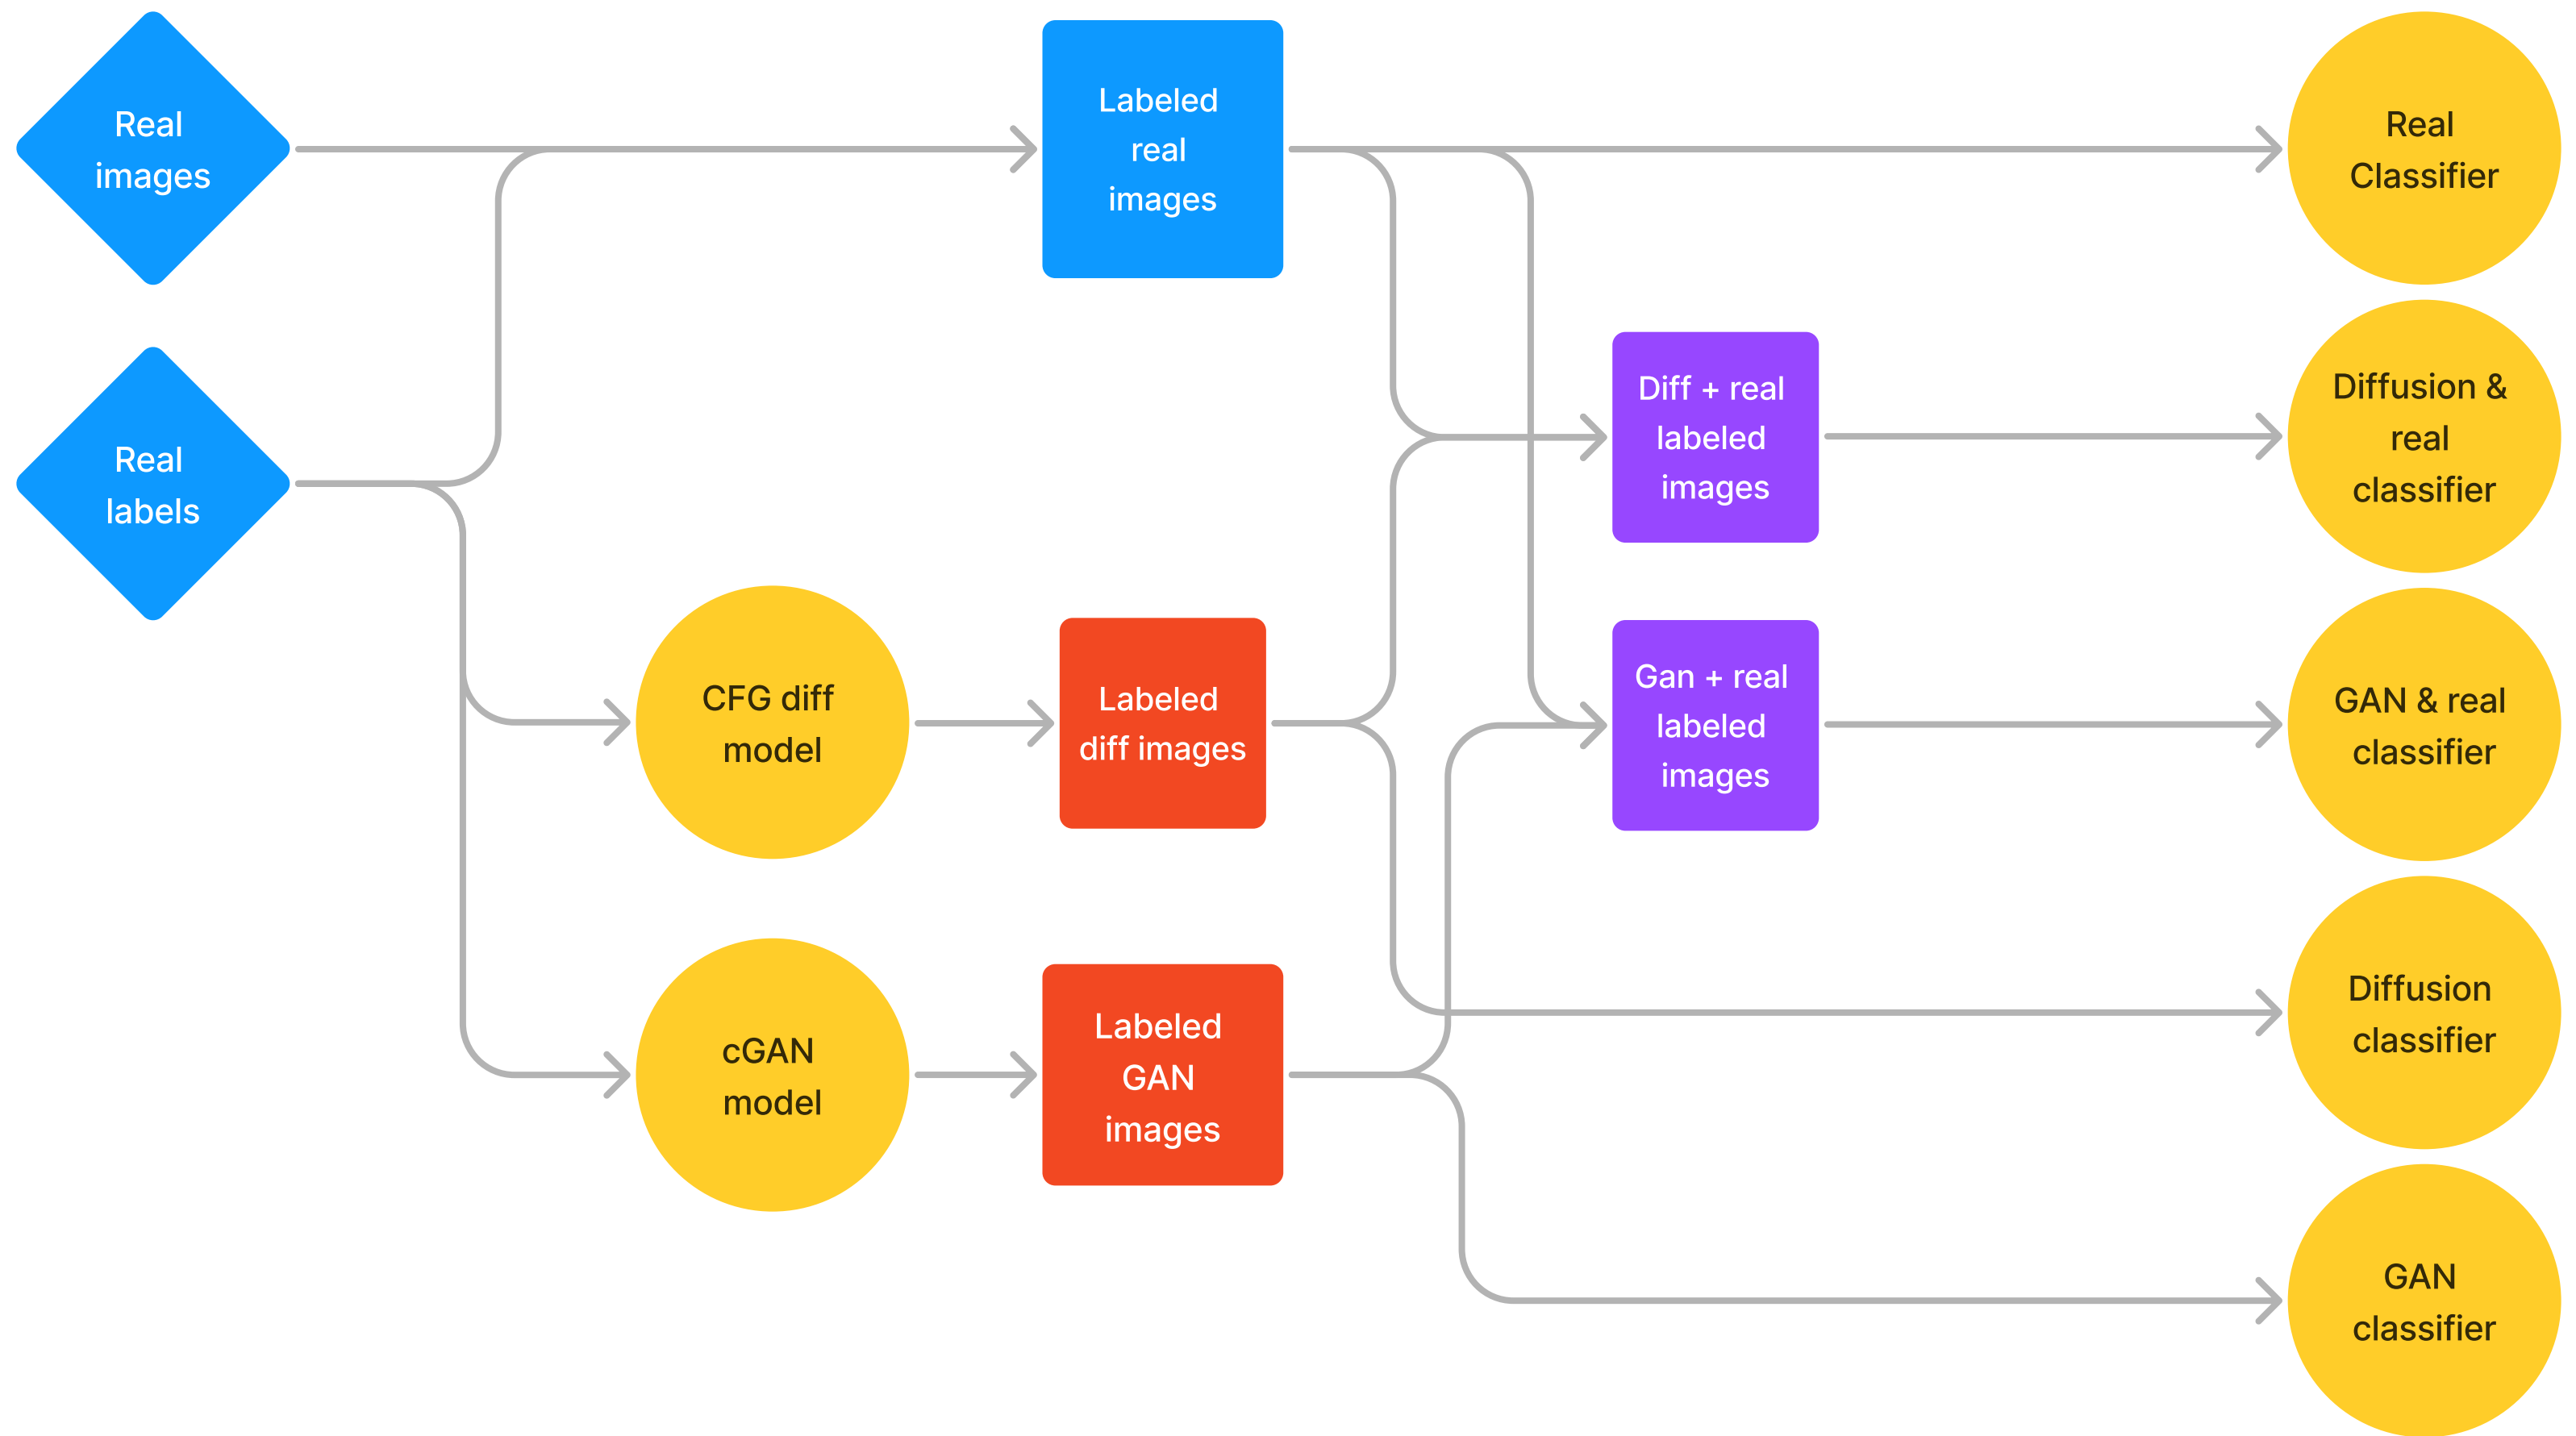 Real
images
Labeled
real
images
Real
Classifier
Real
labels
Diff + real
labeled
images
Diffusion &
real
classifier
CFG diff
model
Labeled
diff images
Gan + real
labeled
images
GAN & real
classifier
cGAN
model
Labeled
GAN
images
Diffusion
classifier
GAN
classifier